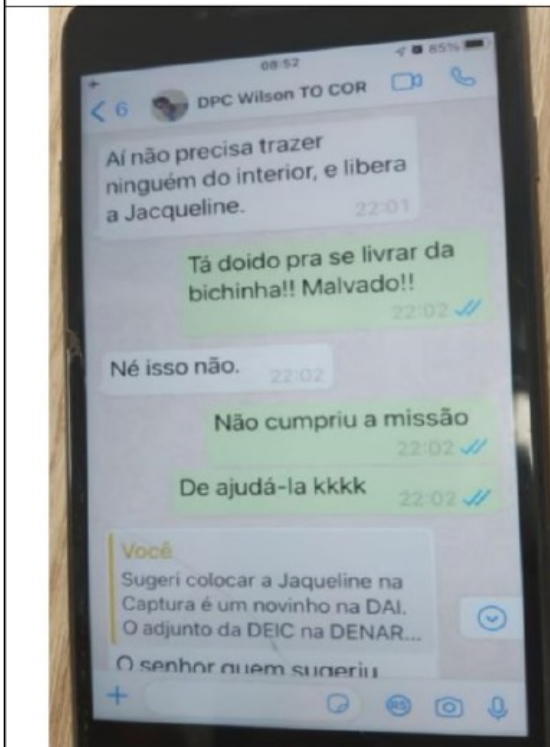 08:52
85%
6
DPC Wilson TO COR
Aí não precisa trazer
ninguém do interior, e libera
a Jacqueline.
22:01
Tá doido pra se livrar da
bichinha!! Malvado!!
22:02
Né isso não.
22:02
Não cumpriu a missão
22:02
De ajudá-la kkkk
22:02
Você
Sugeri colocar a Jaqueline na
Captura é um novinho na DAI.
O adjunto da DEIC na DENAR...
O senhor quem sugeriu
R$